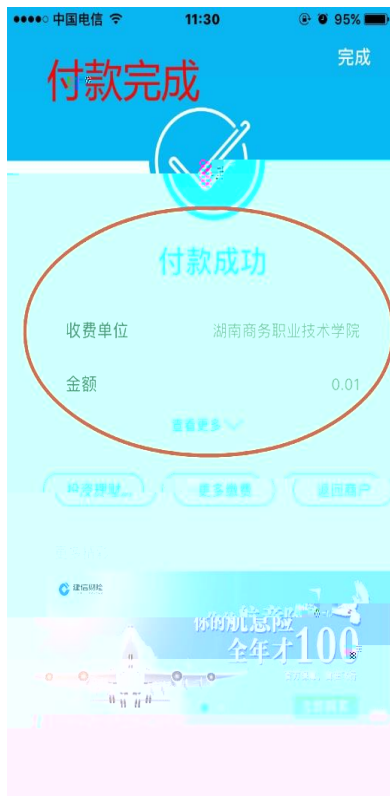 中国电信 11:30 95%
完成
付款完成
付款成功
收费单位 湖南商务职业技术学院
金额 0.01
查看更多
更多缴费 返回商户
建信财险
你的航意险
全年才100